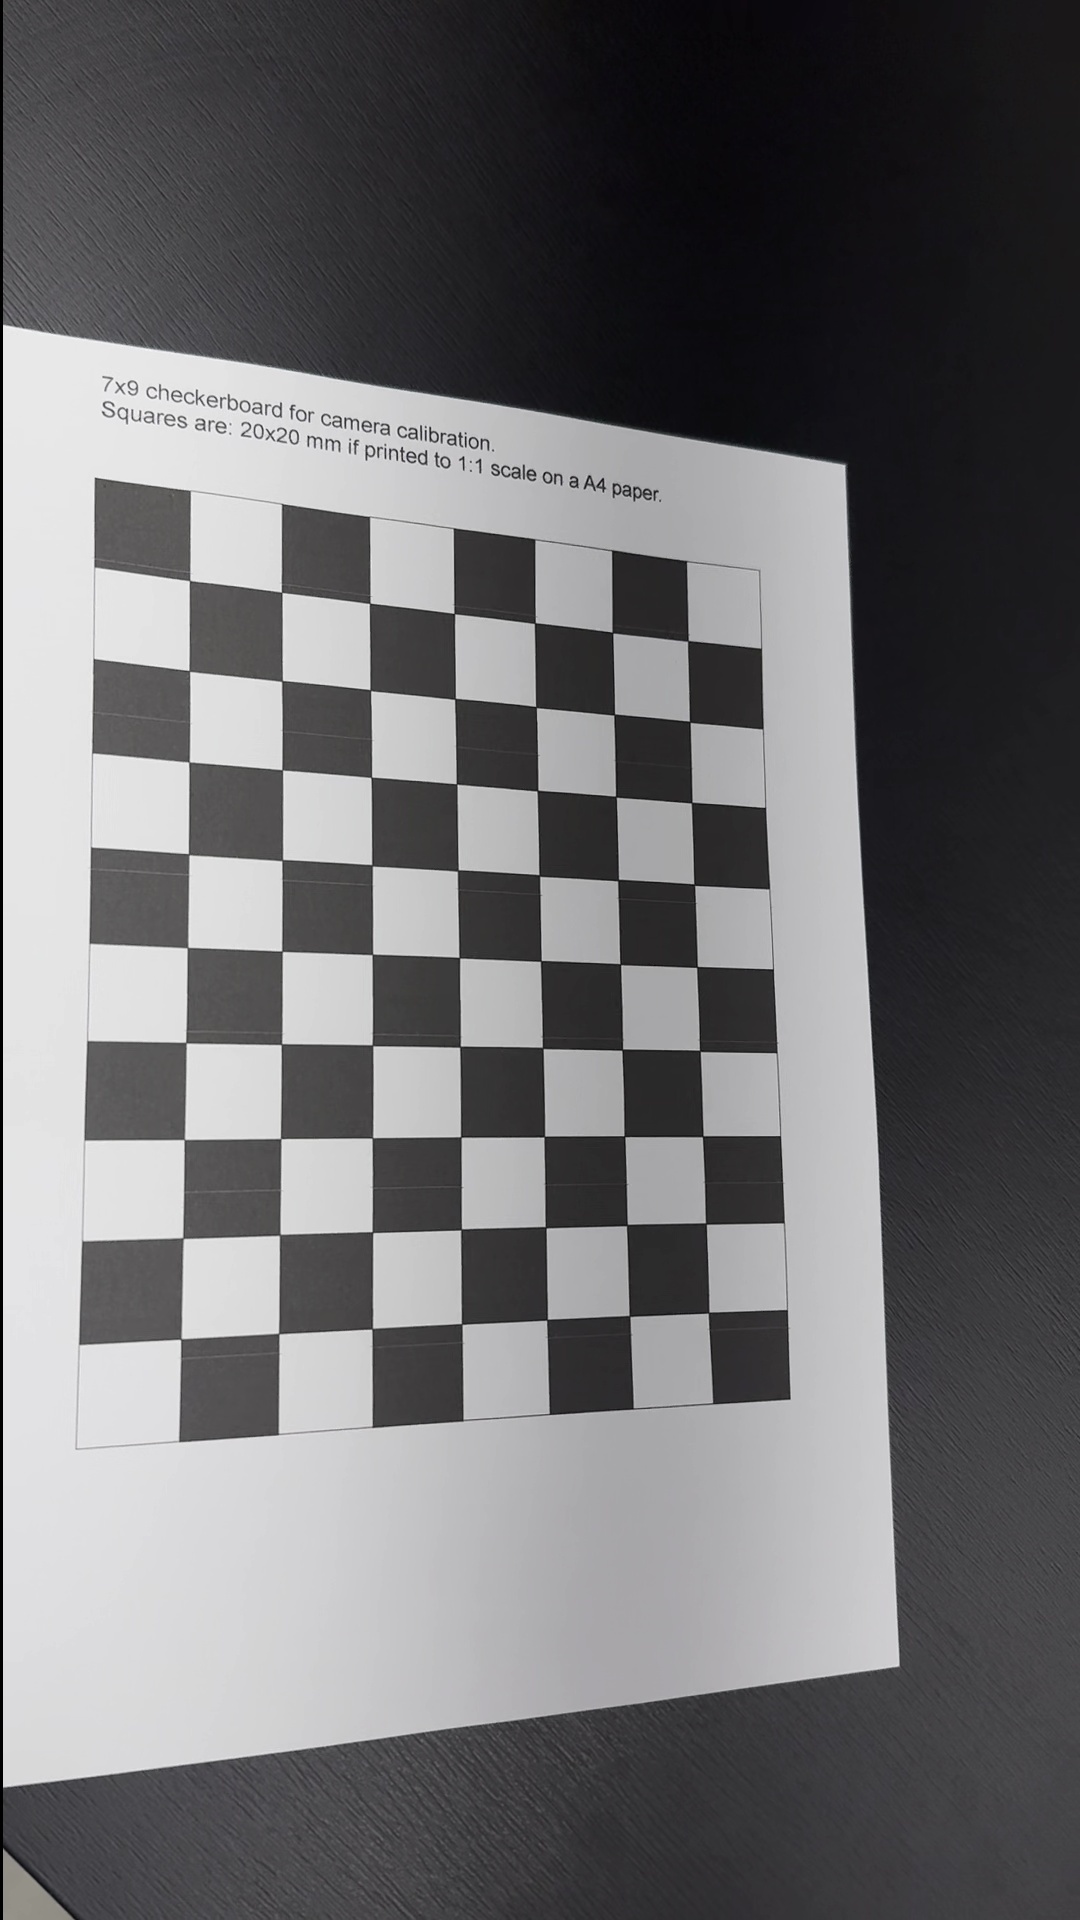 7x9 checkerboard for camera calibration.
Squares are: 20x20 mm if printed to 1:1 scale on a A4 paper.